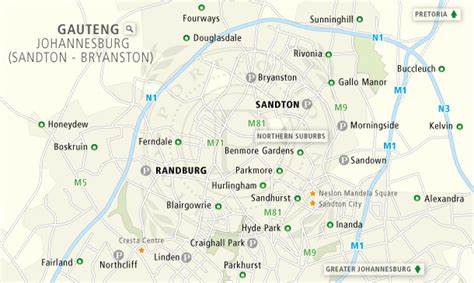 GAUTENG
JOHANNESBURG
(SANDTON - BRYANSTON)
Fourways
Sunninghill
PRETORIA
Douglasdale
Rivonia
Buccleuch
Bryanston
Gallo Manor
N1
M1
N3
SANDTON
M9
Honeydew
M81
Morningside
Kelvin
Ferndale
M71
NORTHERN SUBURBS
Boskruin
Benmore Gardens
Sandown
P RANDBURG
Parkmore
M5
Hurlingham
Neslon Mandela Square
Sandhurst
Sandton City
Alexandra
Blairgowrie
M81
M9
Hyde Park
Inanda
Cresta Centre
Craighall Park
M1
Fairland
Northcliff
Linden
Parkhurst
GREATER JOHANNESBURG
N1